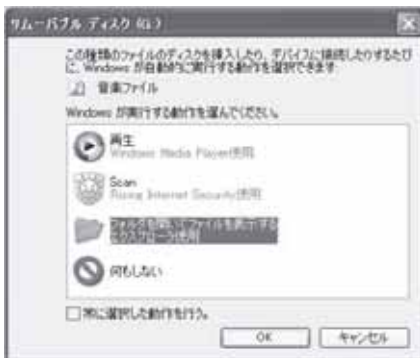 リムーバブル ディスク (G:)
この種類のファイルのディスクを挿入したり、デバイスに接続したりするたび
に、Windows が自動的に実行する動作を選択できます:
音楽ファイル
Windows が実行する動作を選んでください。
再生
Windows Media Player使用
Scan
Rising Internet Security使用
フォルダを開いてファイルを表示する
エクスプローラ使用
何もしない
常に選択した動作を行う。
OK
キャンセル